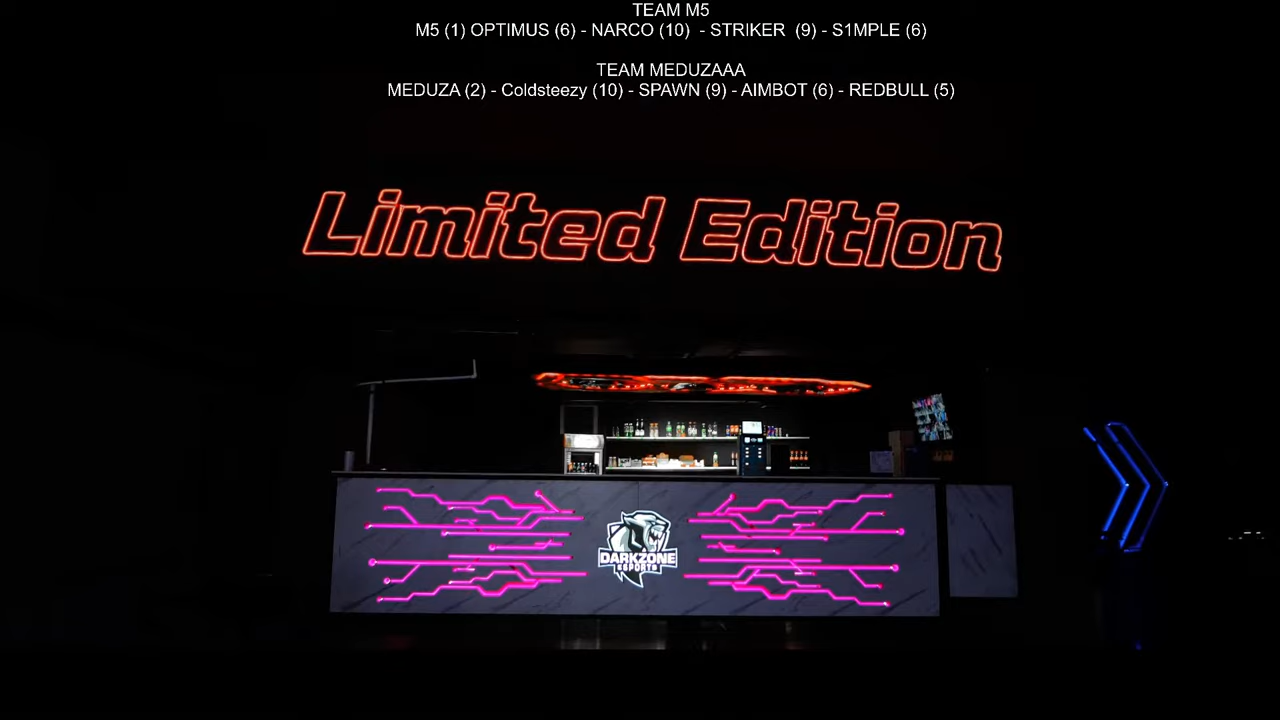 TEAM M5
M5 (1) OPTIMUS (6) - NARCO (10)  - STRIKER  (9) - S1MPLE (6)
TEAM MEDUZAAA
MEDUZA (2) - Coldsteezy (10) - SPAWN (9) - AIMBOT (6) - REDBULL (5)
Limited Edition
DARKZONE
ESPORTS